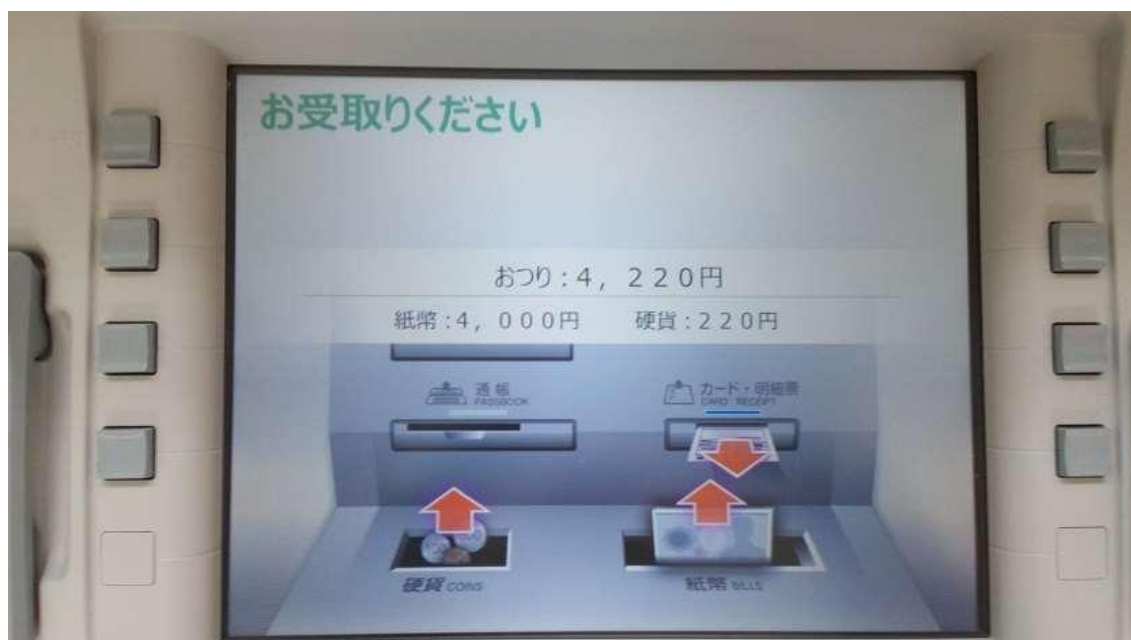 お受取りください
おつり:4,220円
紙幣:4,000円 硬貨:220円
通帳 カード・明細票
PASSBOOK CARD RECEIPT
硬貨 COINS 紙幣 BILLS